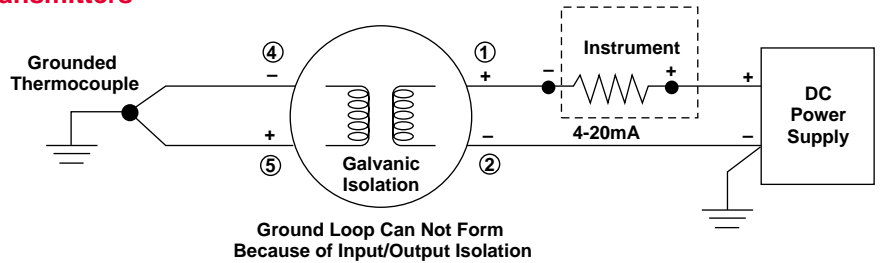 Grounded
Thermocouple
④
–
+
⑤
Galvanic
Isolation
①
+
–
②
Instrument
– +
4-20mA
+
–
DC
Power
Supply
Ground Loop Can Not Form
Because of Input/Output Isolation